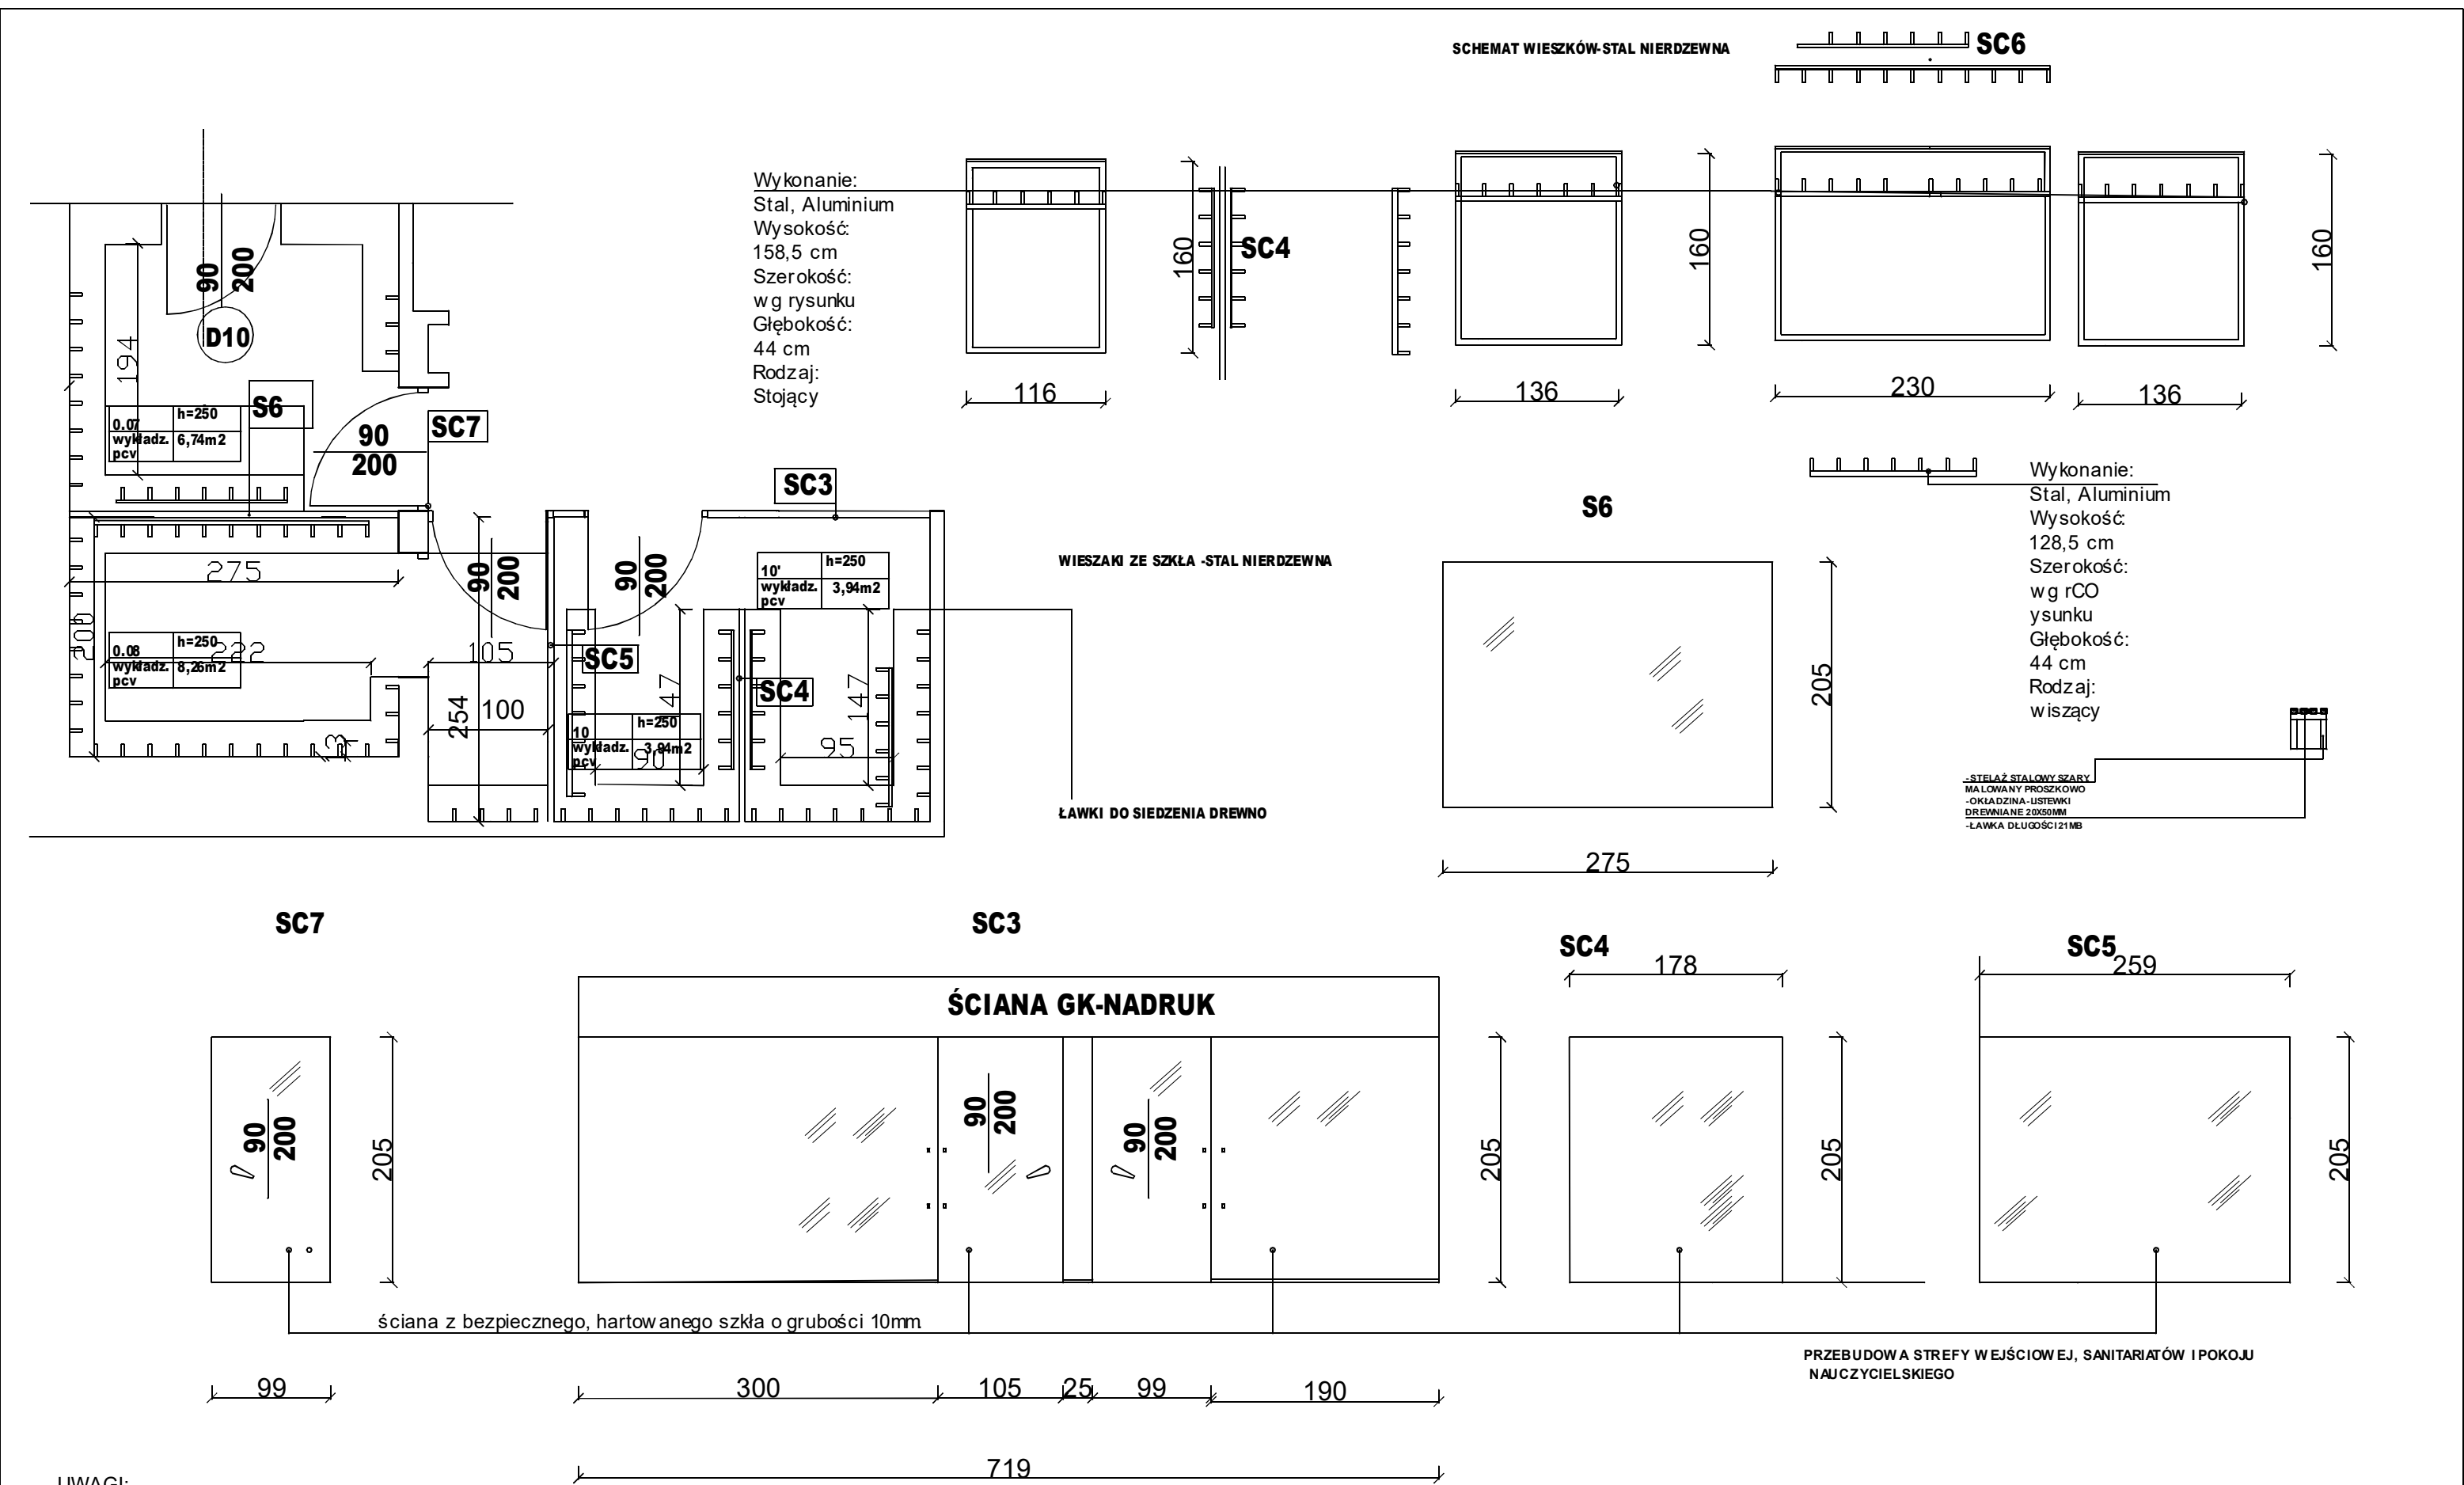 SCHEMAT WIESZKÓW-STAL NIERDZEWNA
SC6
Wykonanie:
Stal, Aluminium
Wysokość:
158,5 cm
Szerokość:
wg rysunku
Głębokość:
44 cm
Rodzaj:
Stojący
160
SC4
160
160
116
136
230
136
90
200
D10
194
S6
0.07
h=250
wykładz.
pcv
6,74m2
90
200
SC7
SC3
275
200
0.08
h=250
wykładz.
pcv
8,26m2
222
13
90
200
105
254
100
90
200
SC5
10'
h=250
wykładz.
pcv
3,94m2
147
SC4
147
10
h=250
wykładz.
pcv
3,94m2
90
95
WIESZAKI ZE SZKŁA -STAL NIERDZEWNA
ŁAWKI DO SIEDZENIA DREWNO
S6
205
275
Wykonanie:
Stal, Aluminium
Wysokość:
128,5 cm
Szerokość:
wg rCO
ysunku
Głębokość:
44 cm
Rodzaj:
wiszący
-STELAŻ STALOWY SZARY
MALOWANY PROSZKOWO
-OKŁADZINA-LISTEWKI
DREWNIANE 20X50MM
-ŁAWKA DŁUGOŚCI 21MB
SC7
SC3
SC4
178
SC5
259
ŚCIANA GK-NADRUK
90
200
205
90
200
90
200
205
205
205
ściana z bezpiecznego, hartowanego szkła o grubości 10mm.
PRZEBUDOWA STREFY WEJŚCIOWEJ, SANITARIATÓW I POKOJU
NAUCZYCIELSKIEGO
99
300
105
25
99
190
719
UWAGI: